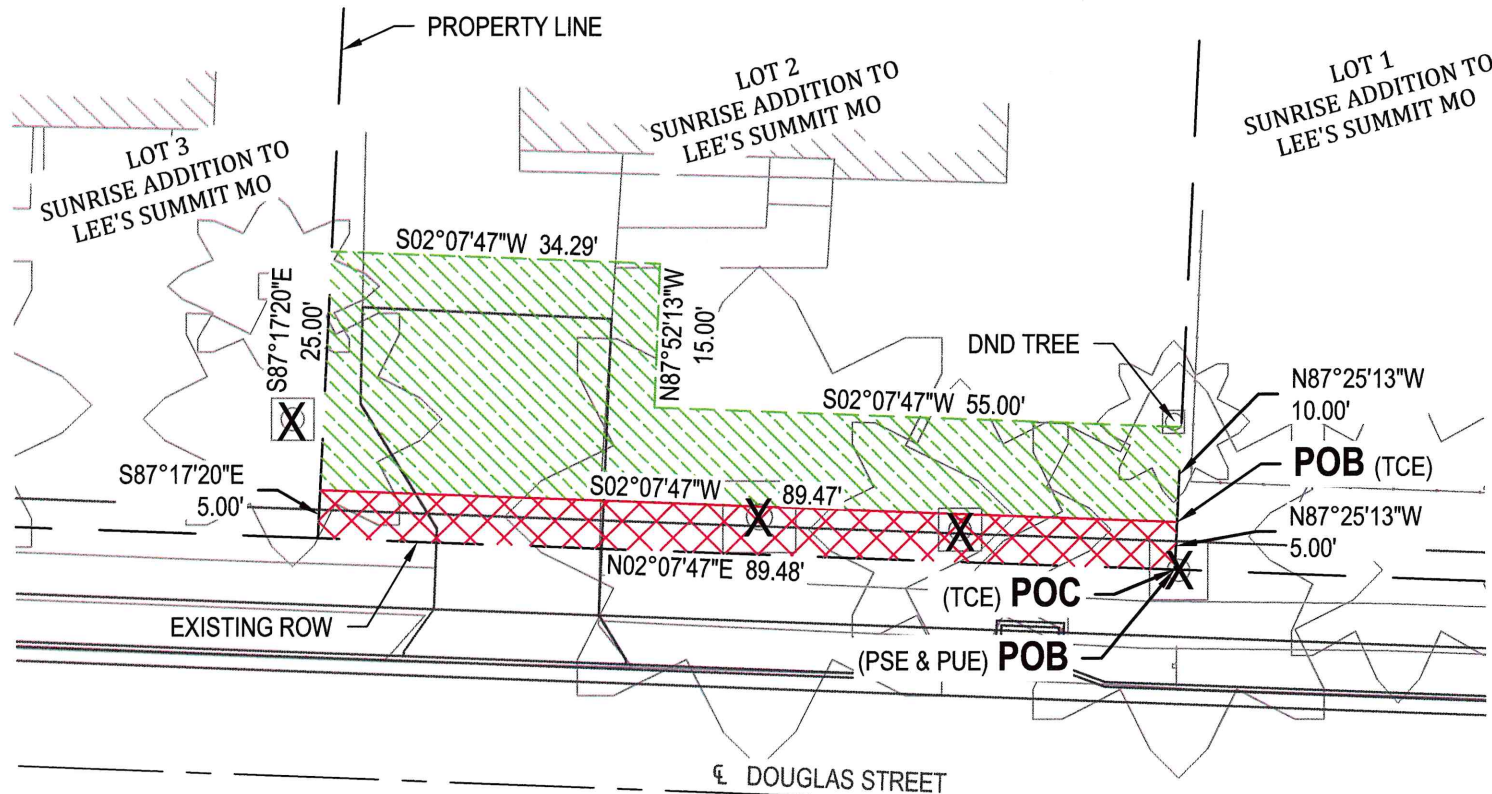 PROPERTY LINE
LOT 2
SUNRISE ADDITION TO
LEE'S SUMMIT MO
LOT 1
SUNRISE ADDITION TO
LEE'S SUMMIT MO
LOT 3
SUNRISE ADDITION TO
LEE'S SUMMIT MO
S02°07'47"W 34.29'
S87°17'20"E
25.00'
N87°52'13"W
15.00'
DND TREE
S02°07'47"W 55.00'
N87°25'13"W
10.00'
POB (TCE)
S87°17'20"E
5.00'
S02°07'47"W 89.47'
N87°25'13"W
5.00'
X
X
X
X
N02°07'47"E 89.48'
(TCE) POC
EXISTING ROW
(PSE & PUE) POB
℄ DOUGLAS STREET